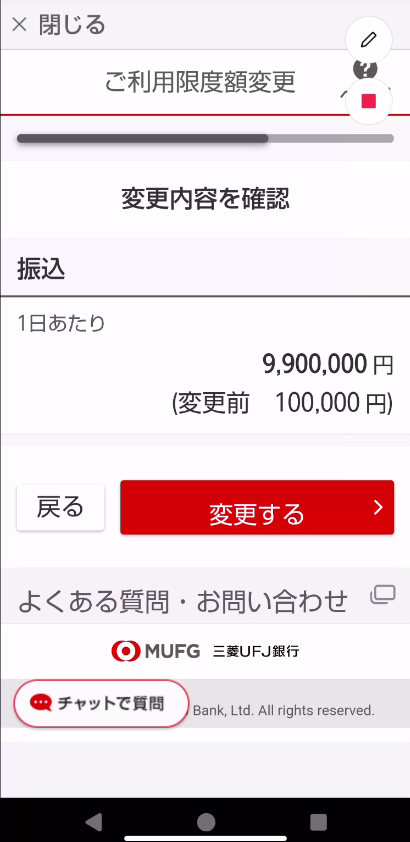 × 閉じる
ご利用限度額変更
?
変更内容を確認
振込
1日あたり
9,900,000 円
(変更前 100,000 円)
戻る
変更する
よくある質問・お問い合わせ
MUFG 三菱UFJ銀行
チャットで質問
Bank, Ltd. All rights reserved.